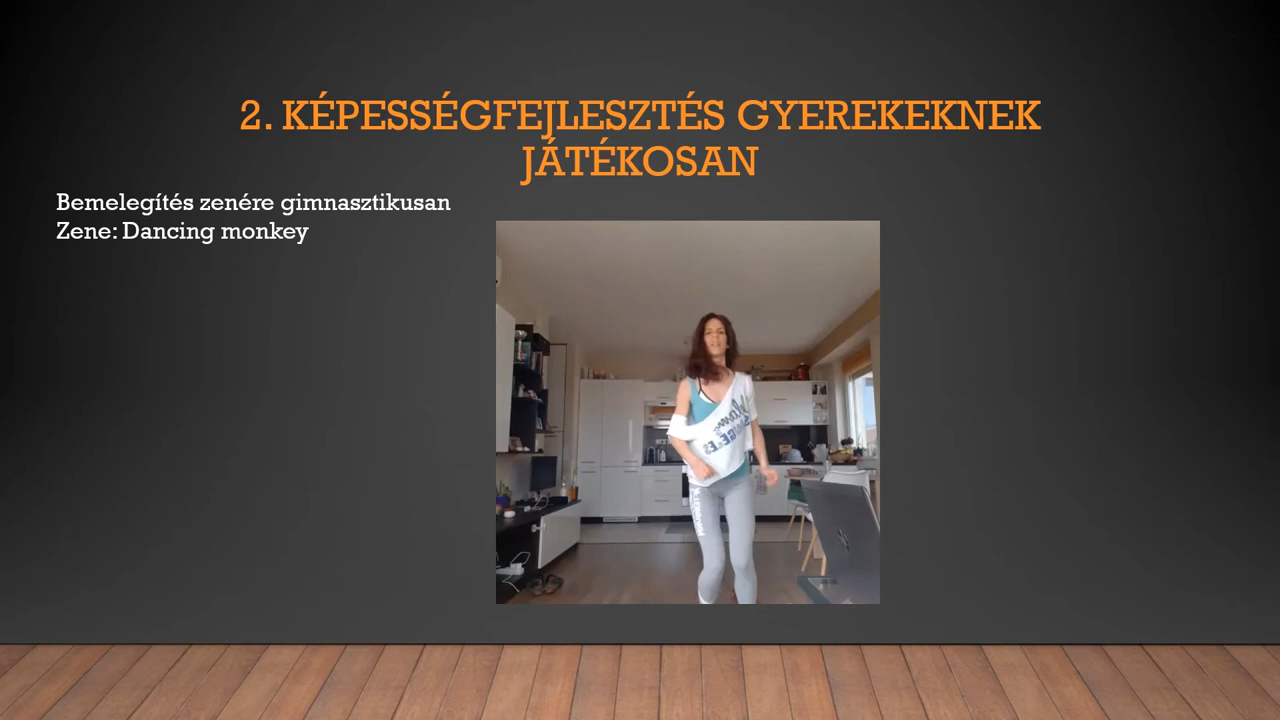 2. KÉPESSÉGFEJLESZTÉS GYEREKEKNEK
JÁTÉKOSAN
Bemelegítés zenére gimnasztikusan
Zene: Dancing monkey